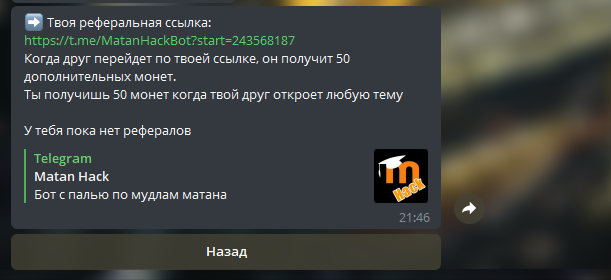 ➡️ Твоя реферальная ссылка:
https://t.me/MatanHackBot?start=243568187
Когда друг перейдет по твоей ссылке, он получит 50
дополнительных монет.
Ты получишь 50 монет когда твой друг откроет любую тему
У тебя пока нет рефералов
Telegram
Matan Hack
Бот с палью по мудлам матана
m
Hack
21:46
Назад